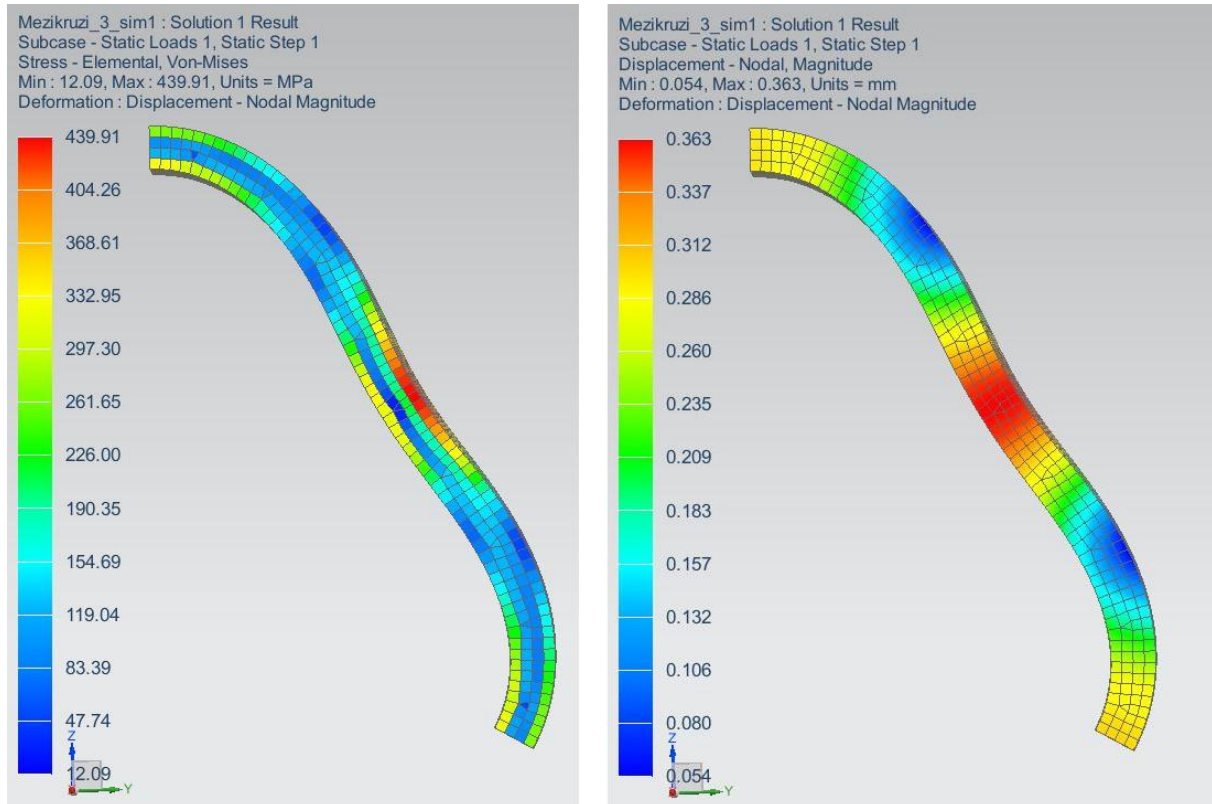 Mezikruzi_3_sim1 : Solution 1 Result
Subcase - Static Loads 1, Static Step 1
Stress - Elemental, Von-Mises
Min : 12.09, Max : 439.91, Units = MPa
Deformation : Displacement - Nodal Magnitude
439.91
404.26
368.61
332.95
297.30
261.65
226.00
190.35
154.69
119.04
83.39
47.74
12.09
Z
Y
Mezikruzi_3_sim1 : Solution 1 Result
Subcase - Static Loads 1, Static Step 1
Displacement - Nodal, Magnitude
Min : 0.054, Max : 0.363, Units = mm
Deformation : Displacement - Nodal Magnitude
0.363
0.337
0.312
0.286
0.260
0.235
0.209
0.183
0.157
0.132
0.106
0.080
0.054
Z
Y